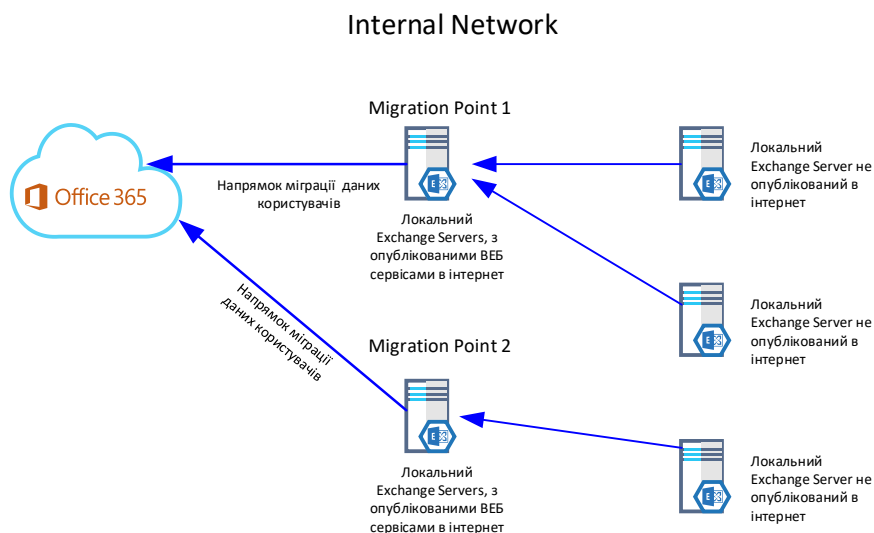 Internal Network
Migration Point 1
Office 365
Напрямок міграції даних
користувачів
Локальний
Exchange Servers, з
опублікованими ВЕБ
сервісами в інтернет
Локальний
Exchange Server не
опублікований в
інтернет
Напрямок міграції
даних користувачів
Локальний
Exchange Server не
опублікований в
інтернет
Migration Point 2
Локальний
Exchange Servers, з
опублікованими ВЕБ
сервісами в інтернет
Локальний
Exchange Server не
опублікований в
інтернет